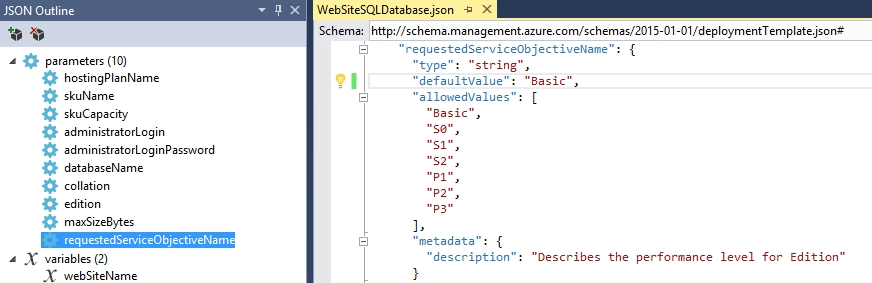 JSON Outline
parameters (10)
hostingPlanName
skuName
skuCapacity
administratorLogin
administratorLoginPassword
databaseName
collation
edition
maxSizeBytes
requestedServiceObjectiveName
variables (2)
webSiteName
WebSiteSQLDatabase.json
Schema: http://schema.management.azure.com/schemas/2015-01-01/deploymentTemplate.json#
"requestedServiceObjectiveName": {
"type": "string",
"defaultValue": "Basic",
"allowedValues": [
"Basic",
"S0",
"S1",
"S2",
"P1",
"P2",
"P3"
],
"metadata": {
"description": "Describes the performance level for Edition"
}